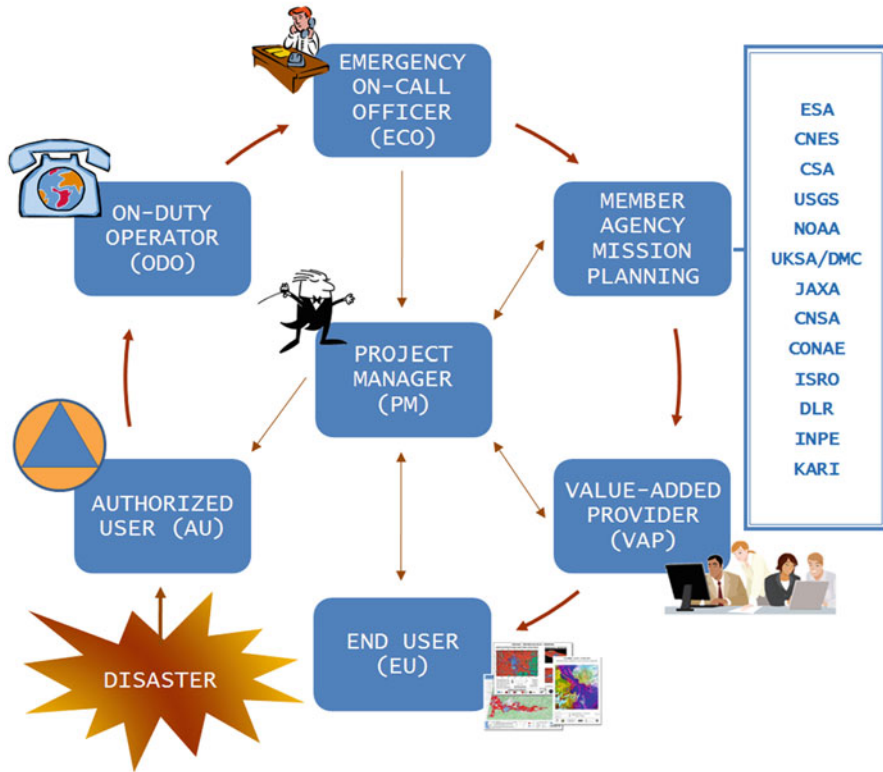 EMERGENCY
ON-CALL
OFFICER
(ECO)
ON-DUTY
OPERATOR
(ODO)
MEMBER
AGENCY
MISSION
PLANNING
ESA
CNES
CSA
USGS
NOAA
UKSA/DMC
JAXA
CNSA
CONAE
ISRO
DLR
INPE
KARI
PROJECT
MANAGER
(PM)
AUTHORIZED
USER (AU)
VALUE-ADDED
PROVIDER
(VAP)
DISASTER
END USER
(EU)